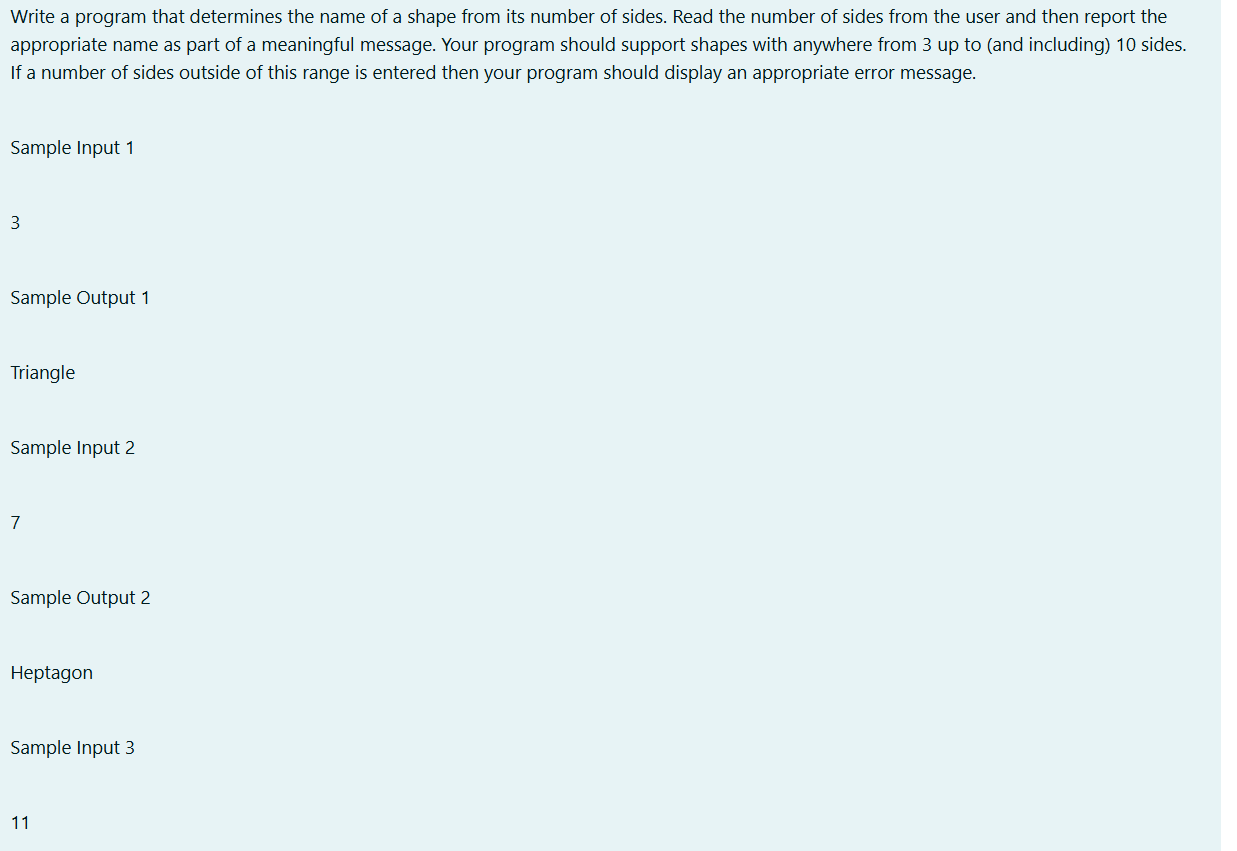 Write a program that determines the name of a shape from its number of sides. Read the number of sides from the user and then report the
appropriate name as part of a meaningful message. Your program should support shapes with anywhere from 3 up to (and including) 10 sides.
If a number of sides outside of this range is entered then your program should display an appropriate error message.
Sample Input 1
3
Sample Output 1
Triangle
Sample Input 2
7
Sample Output 2
Heptagon
Sample Input 3
11